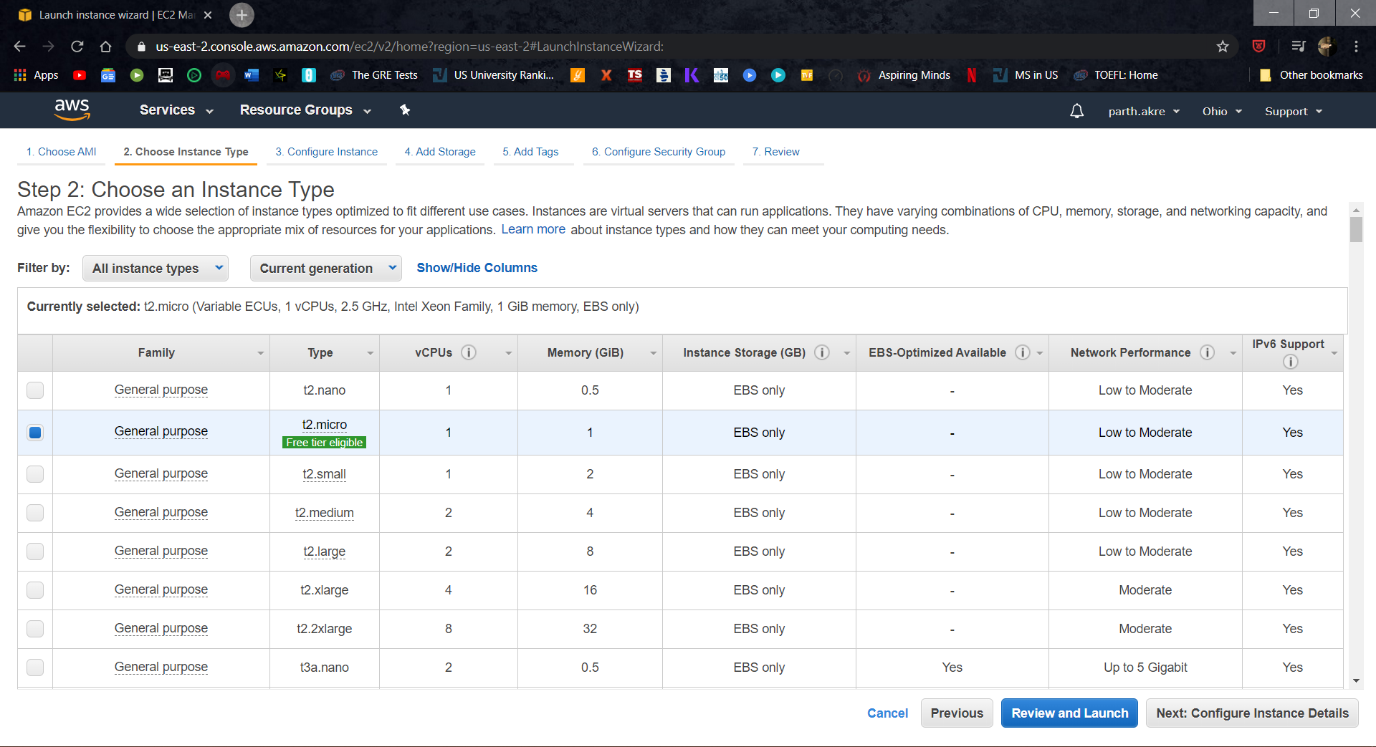 Launch instance wizard | EC2 Ma
us-east-2.console.aws.amazon.com/ec2/v2/home?region=us-east-2#LaunchInstanceWizard:
Apps The GRE Tests US University Ranki... TS K Aspiring Minds MS in US TOEFL: Home Other bookmarks
aws Services Resource Groups parth.akre Ohio Support
1. Choose AMI 2. Choose Instance Type 3. Configure Instance 4. Add Storage 5. Add Tags 6. Configure Security Group 7. Review
Step 2: Choose an Instance Type
Amazon EC2 provides a wide selection of instance types optimized to fit different use cases. Instances are virtual servers that can run applications. They have varying combinations of CPU, memory, storage, and networking capacity, and
give you the flexibility to choose the appropriate mix of resources for your applications. Learn more about instance types and how they can meet your computing needs.
Filter by: All instance types Current generation Show/Hide Columns
Currently selected: t2.micro (Variable ECUs, 1 vCPUs, 2.5 GHz, Intel Xeon Family, 1 GiB memory, EBS only)
Family Type vCPUs Memory (GiB) Instance Storage (GB) EBS-Optimized Available Network Performance IPv6 Support
General purpose t2.nano 1 0.5 EBS only - Low to Moderate Yes
General purpose t2.micro 1 1 EBS only - Low to Moderate Yes
Free tier eligible
General purpose t2.small 1 2 EBS only - Low to Moderate Yes
General purpose t2.medium 2 4 EBS only - Low to Moderate Yes
General purpose t2.large 2 8 EBS only - Low to Moderate Yes
General purpose t2.xlarge 4 16 EBS only - Moderate Yes
General purpose t2.2xlarge 8 32 EBS only - Moderate Yes
General purpose t3a.nano 2 0.5 EBS only Yes Up to 5 Gigabit Yes
Cancel Previous Review and Launch Next: Configure Instance Details